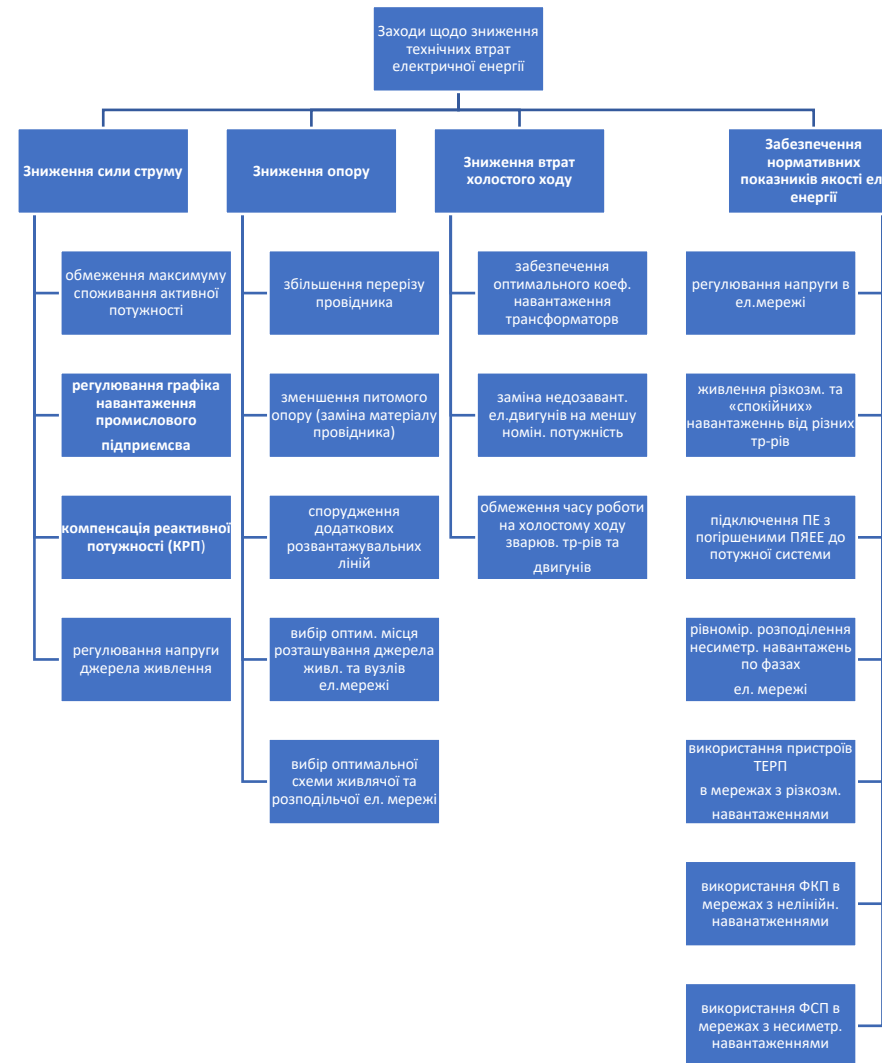 Заходи щодо зниження
технічних втрат
електричної енергії
Зниження сили струму
Зниження опору
Зниження втрат
холостого ходу
Забезпечення
нормативних
показників якості ел.
енергії
обмеження максимуму
споживання активної
потужності
регулювання графіка
навантаження
промислового
підприємсва
компенсація реактивної
потужності (КРП)
регулювання напруги
джерела живлення
збільшення перерізу
провідника
зменшення питомого
опору (заміна матеріалу
провідника)
спорудження
додаткових
розвантажувальних
ліній
вибір оптим. місця
розташування джерела
живл. та вузлів
ел.мережі
вибір оптимальної
схеми живлячої та
розподільчої ел. мережі
забезпечення
оптимального коеф.
навантаження
трансформаторв
заміна недозавант.
ел.двигунів на меншу
номін. потужність
обмеження часу роботи
на холостому ходу
зварюв. тр-рів та
двигунів
регулювання напруги в
ел.мережі
живлення різкозм. та
«спокійних»
навантаженнь від різних
тр-рів
підключення ПЕ з
погіршеними ПЯЕЕ до
потужної системи
рівномір. розподілення
несиметр. навантажень
по фазах
ел. мережі
використання пристроїв
ТЕРП
в мережах з різкозм.
навантаженнями
використання ФКП в
мережах з нелінійн.
наванатженнями
використання ФСП в
мережах з несиметр.
навантаженнями